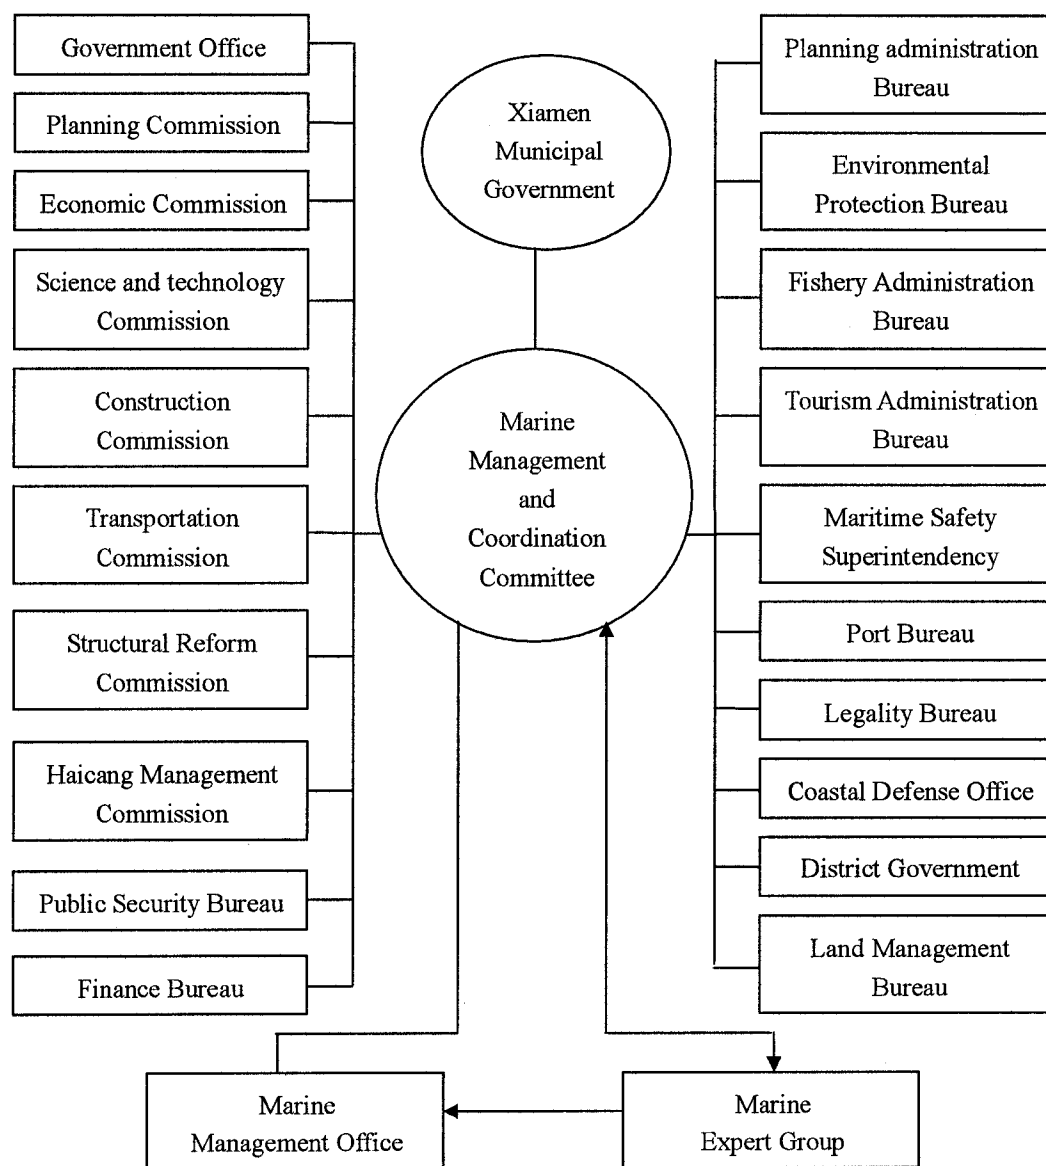 Government Office
Planning Commission
Economic Commission
Science and technology
Commission
Construction
Commission
Transportation
Commission
Structural Reform
Commission
Haicang Management
Commission
Public Security Bureau
Finance Bureau
Xiamen
Municipal
Government
Marine
Management
and
Coordination
Committee
Planning administration
Bureau
Environmental
Protection Bureau
Fishery Administration
Bureau
Tourism Administration
Bureau
Maritime Safety
Superintendency
Port Bureau
Legality Bureau
Coastal Defense Office
District Government
Land Management
Bureau
Marine
Management Office
Marine
Expert Group